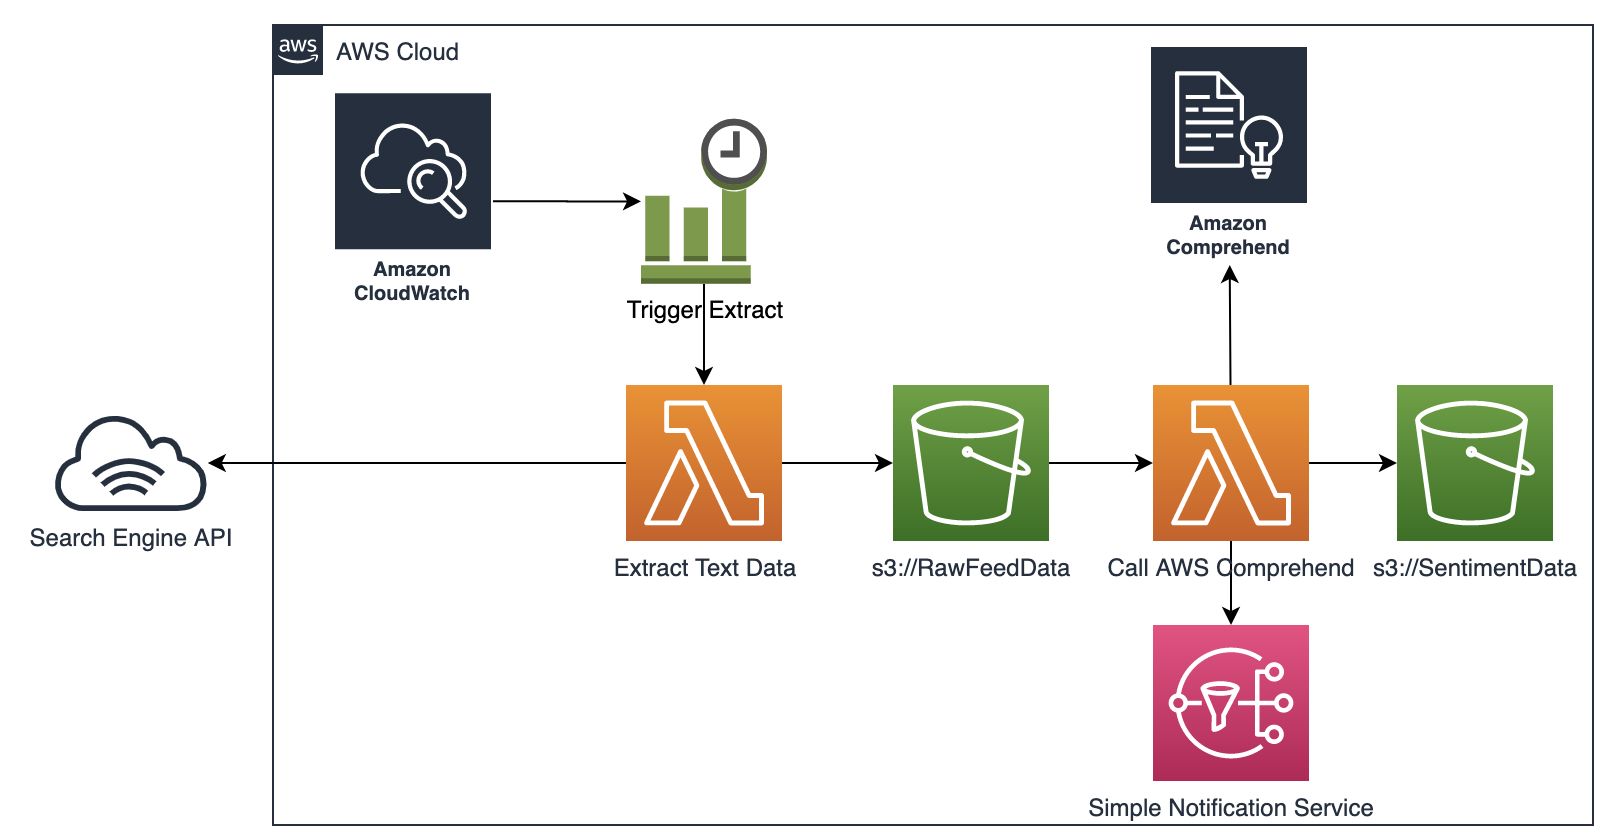 aws
AWS Cloud
Amazon
CloudWatch
Trigger Extract
Amazon
Comprehend
Search Engine API
Extract Text Data
s3://RawFeedData
Call AWS Comprehend
s3://SentimentData
Simple Notification Service